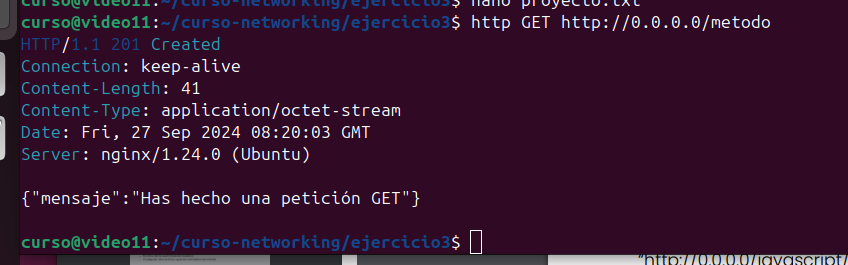 curso@video11:~/curso-networking/ejercicio3$ nano proyecto.txt
curso@video11:~/curso-networking/ejercicio3$ http GET http://0.0.0.0/metodo
HTTP/1.1 201 Created
Connection: keep-alive
Content-Length: 41
Content-Type: application/octet-stream
Date: Fri, 27 Sep 2024 08:20:03 GMT
Server: nginx/1.24.0 (Ubuntu)
{"mensaje":"Has hecho una petición GET"}
curso@video11:~/curso-networking/ejercicio3$
"http://0.0.0.0/javascript/